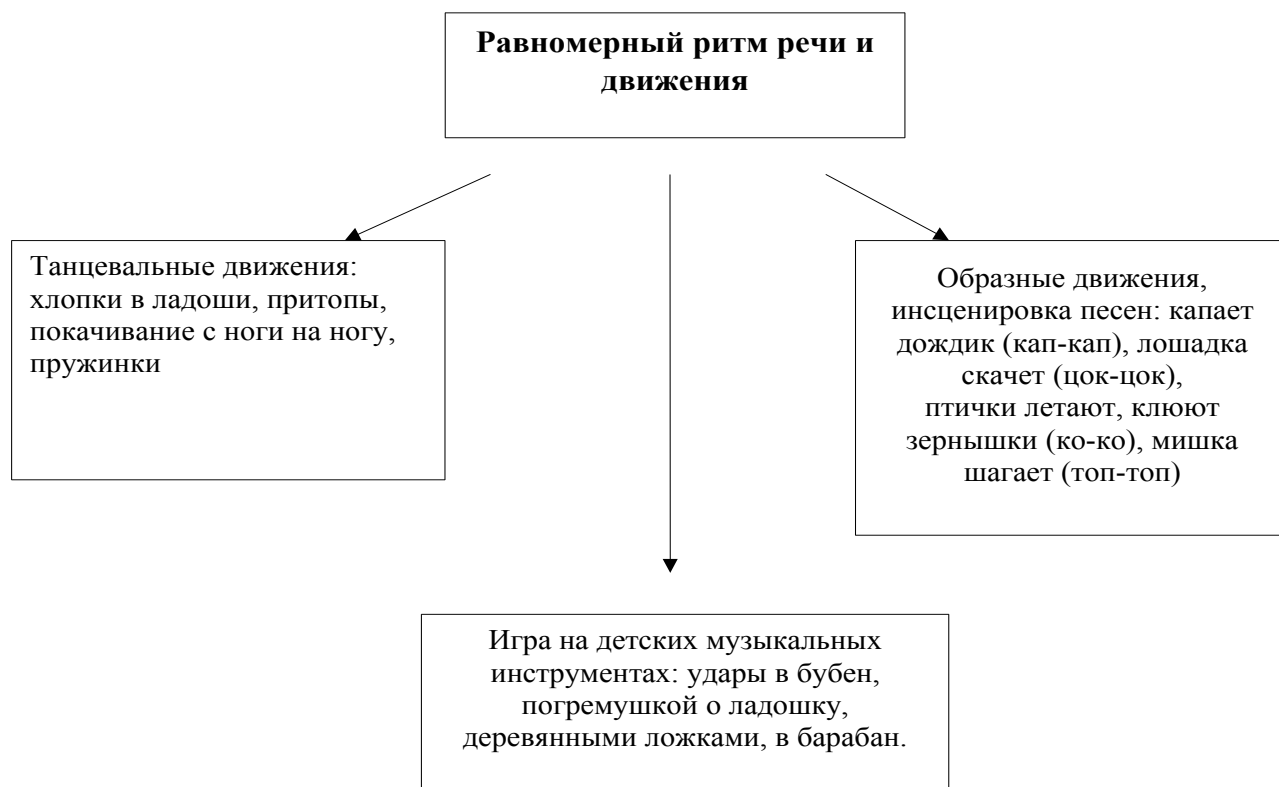 Равномерный ритм речи и
движения
Танцевальные движения:
хлопки в ладоши, притопы,
покачивание с ноги на ногу,
пружинки
Образные движения,
инсценировка песен: капает
дождик (кап-кап), лошадка
скачет (цок-цок),
птички летают, клюют
зернышки (ко-ко), мишка
шагает (топ-топ)
Игра на детских музыкальных
инструментах: удары в бубен,
погремушкой о ладошку,
деревянными ложками, в барабан.